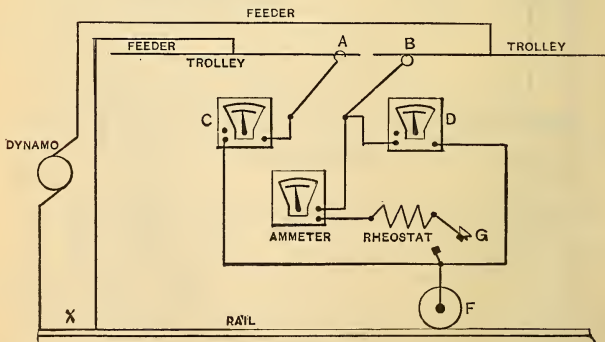 FEEDER
FEEDER
A
B
TROLLEY
TROLLEY
C
D
DYNAMO
AMMETER
RHEOSTAT
G
F
X
RAIL